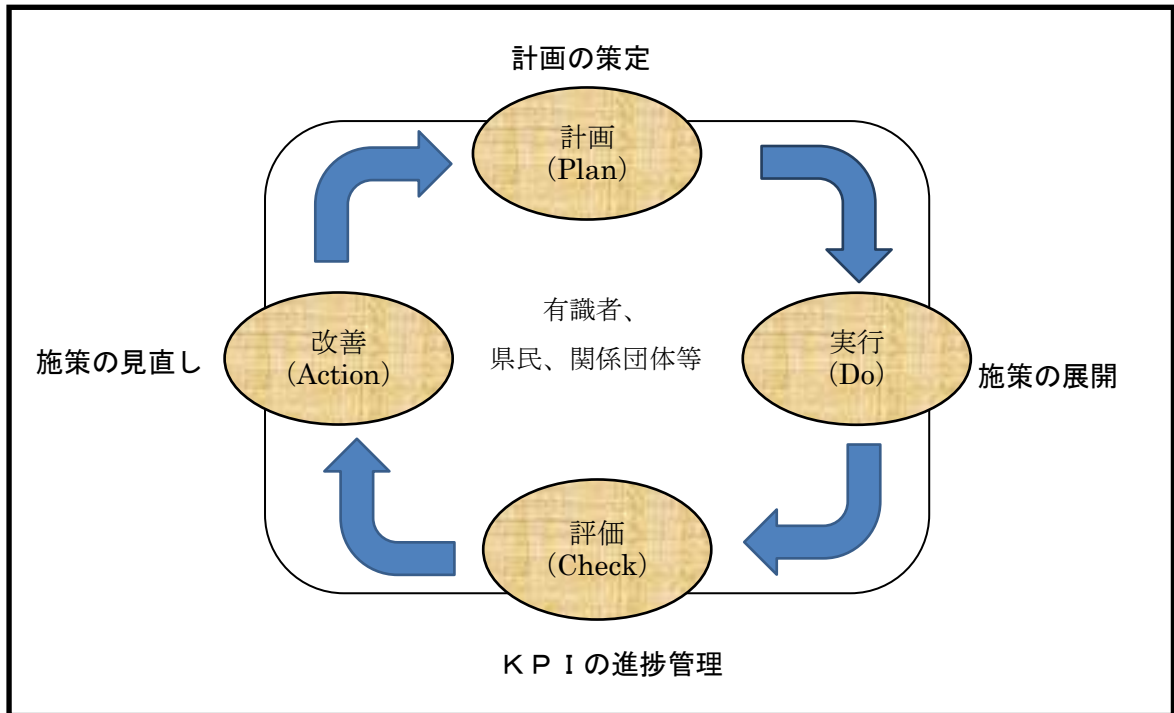 計画の策定
計画
（Plan）
有識者、
県民、関係団体等
改善
（Action）
施策の見直し
実行
（Do）
施策の展開
評価
（Check）
ＫＰＩの進捗管理